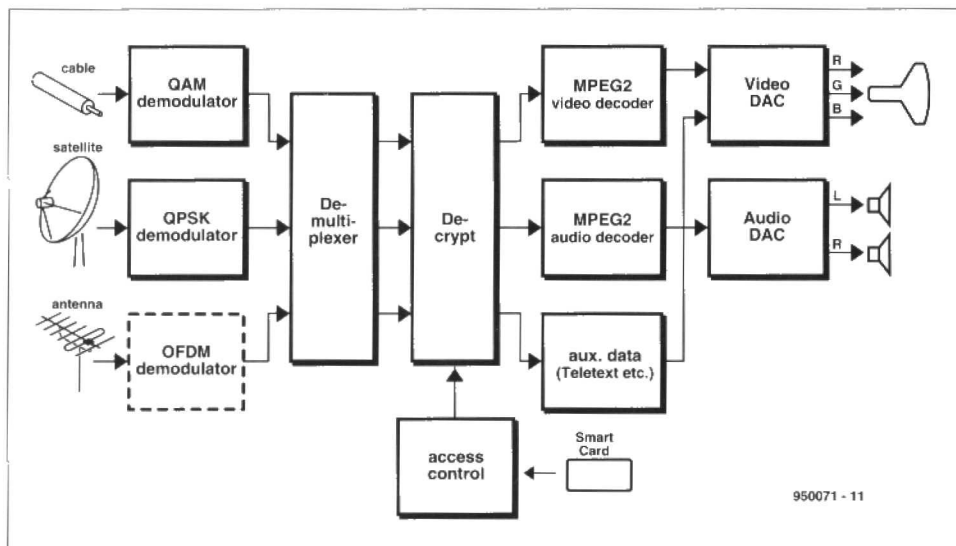 cable
QAM
demodulator
satellite
QPSK
demodulator
antenna
OFDM
demodulator
De-
multi-
plexer
De-
crypt
access
control
Smart
Card
MPEG2
video decoder
MPEG2
audio decoder
aux. data
(Teletext etc.)
Video
DAC
R
G
B
Audio
DAC
L
R
950071 - 11